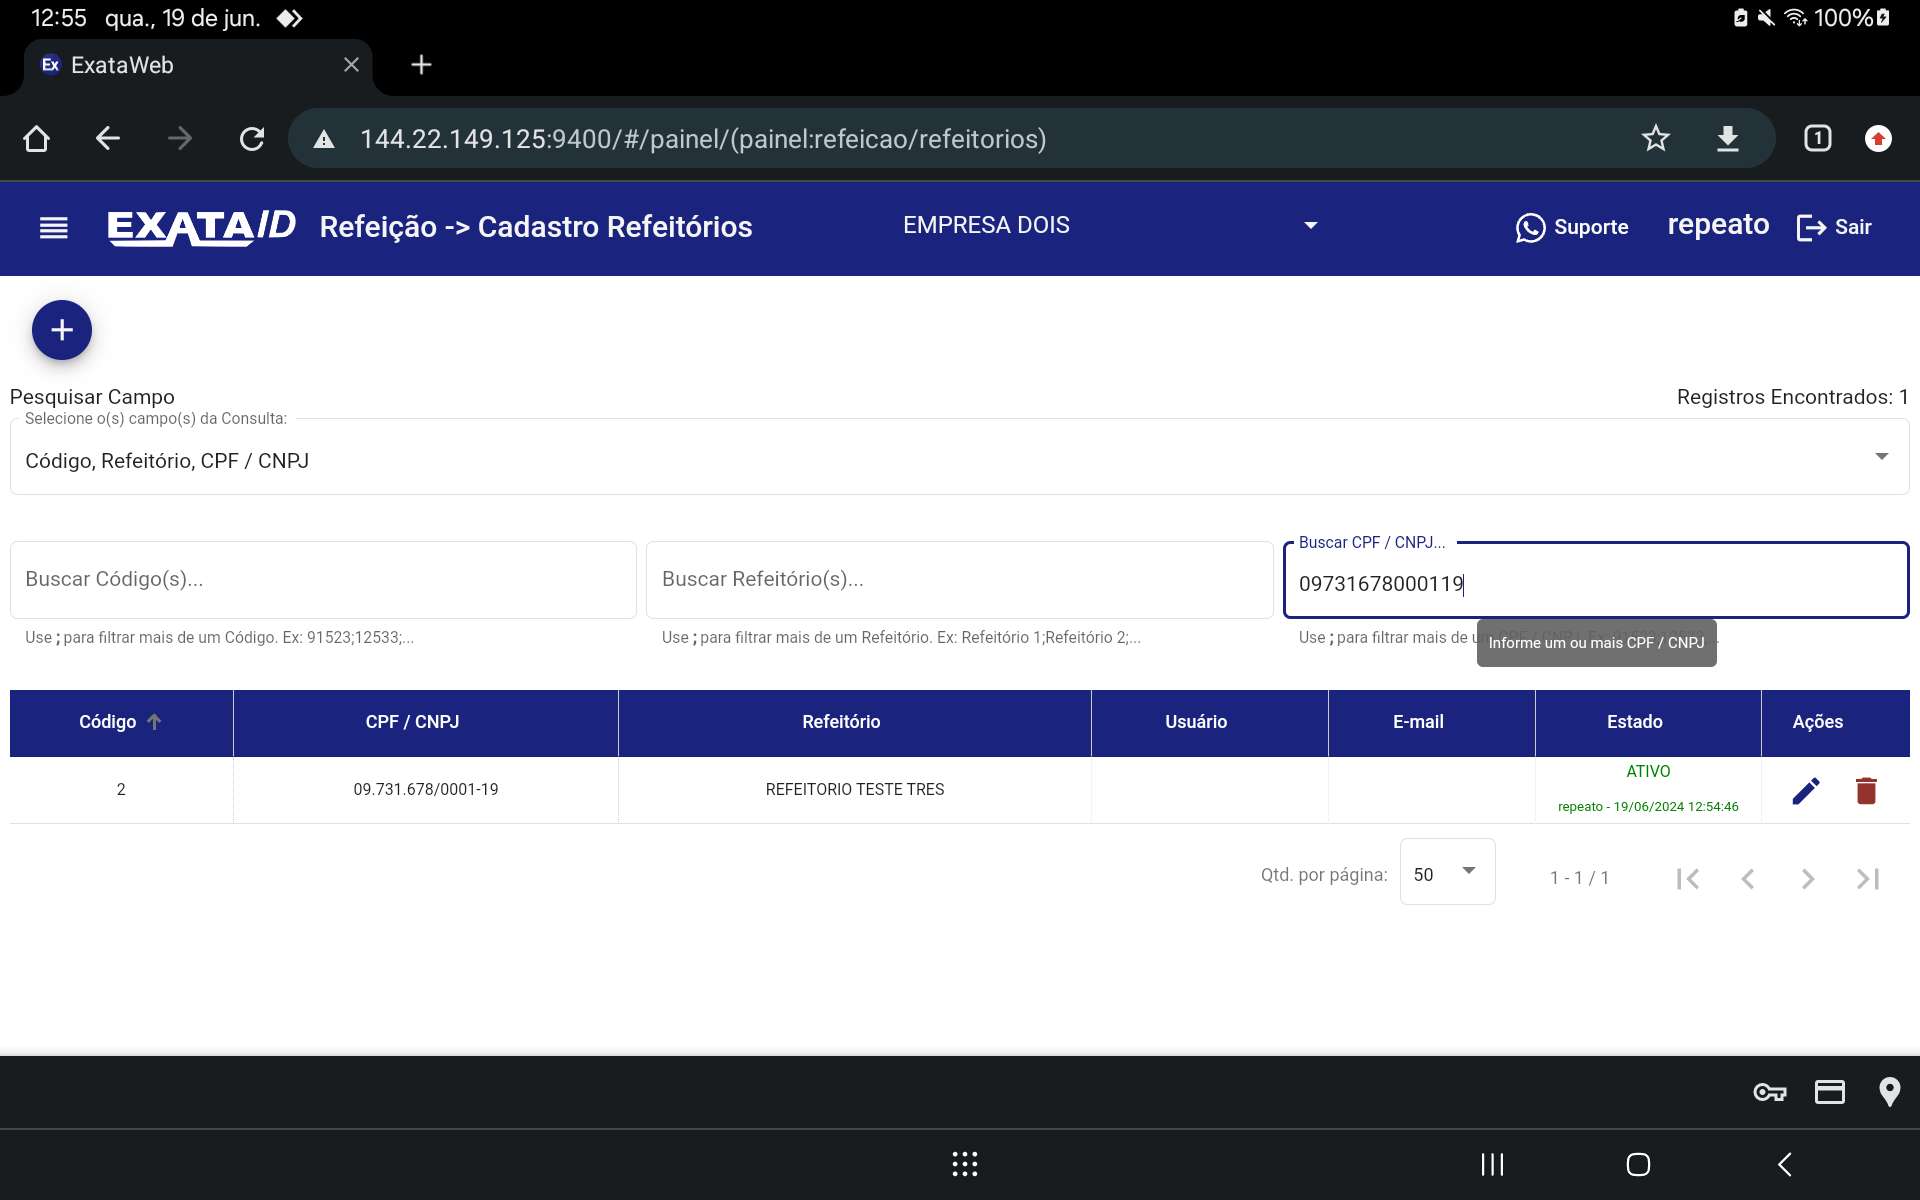 12:55 qua., 19 de jun. 100%
Ex ExataWeb
144.22.149.125:9400/#/painel/(painel:refeicao/refeitorios) 1
EXATA/D Refeição -> Cadastro Refeitórios EMPRESA DOIS Suporte repeato Sair
+
Pesquisar Campo Registros Encontrados: 1
Selecione o(s) campo(s) da Consulta:
Código, Refeitório, CPF / CNPJ
Buscar CPF / CNPJ...
Buscar Código(s)... Buscar Refeitório(s)... 09731678000119
Use ; para filtrar mais de um Código. Ex: 91523;12533;... Use ; para filtrar mais de um Refeitório. Ex: Refeitório 1;Refeitório 2;... Use ; para filtrar mais de
Informe um ou mais CPF / CNPJ
Código CPF / CNPJ Refeitório Usuário E-mail Estado Ações
2 09.731.678/0001-19 REFEITORIO TESTE TRES ATIVO
repeato - 19/06/2024 12:54:46
Qtd. por página: 50 1 - 1 / 1